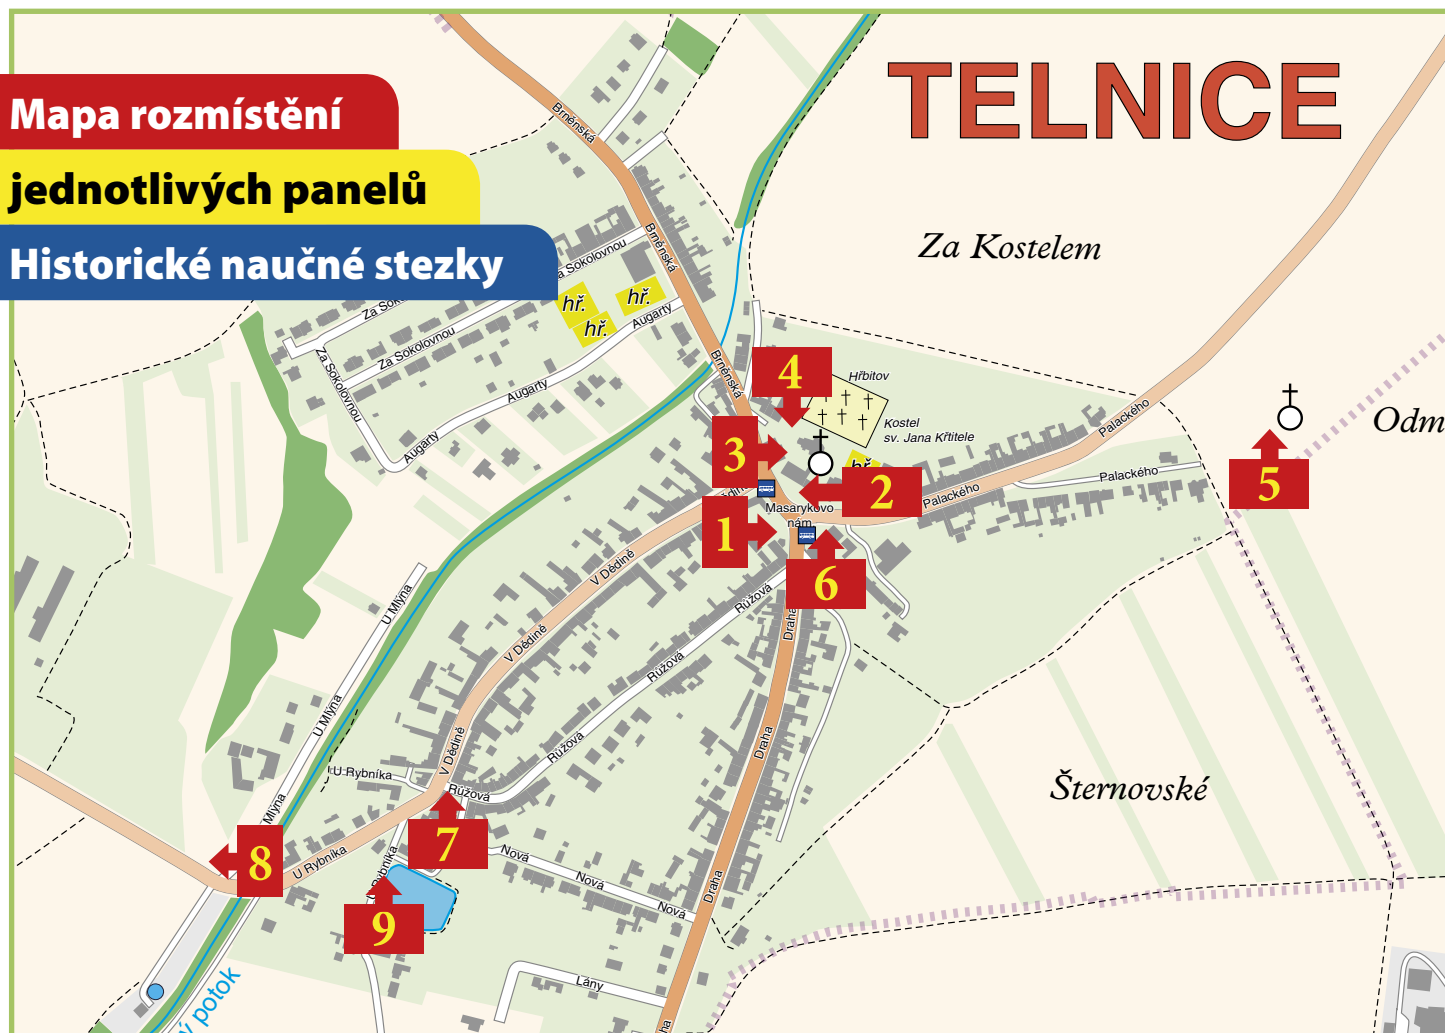 TELNICE
Mapa rozmístění
jednotlivých panelů
Historické naučné stezky
Brněnská
Za Kostelem
Brněnská
Za Sokolovnou
hř.
hř.
hř.
Augarty
Za Sokolovnou
Za Sokolovnou
Augarty
Augarty
Brněnská
4
Hřbitov
Kostel
sv. Jana Křtitele
Palackého
3
hř.
2
Palackého
Palackého
5
Masarykovo
nám.
1
6
V Dědině
V Dědině
V Dědině
Růžová
Růžová
Růžová
Růžová
Draha
Draha
Draha
U Mlýna
U Mlýna
Mlýna
U Rybníka
U Rybníka
Rybníka
7
8
9
Nová
Nová
Nová
Lány
Šternovské
potok